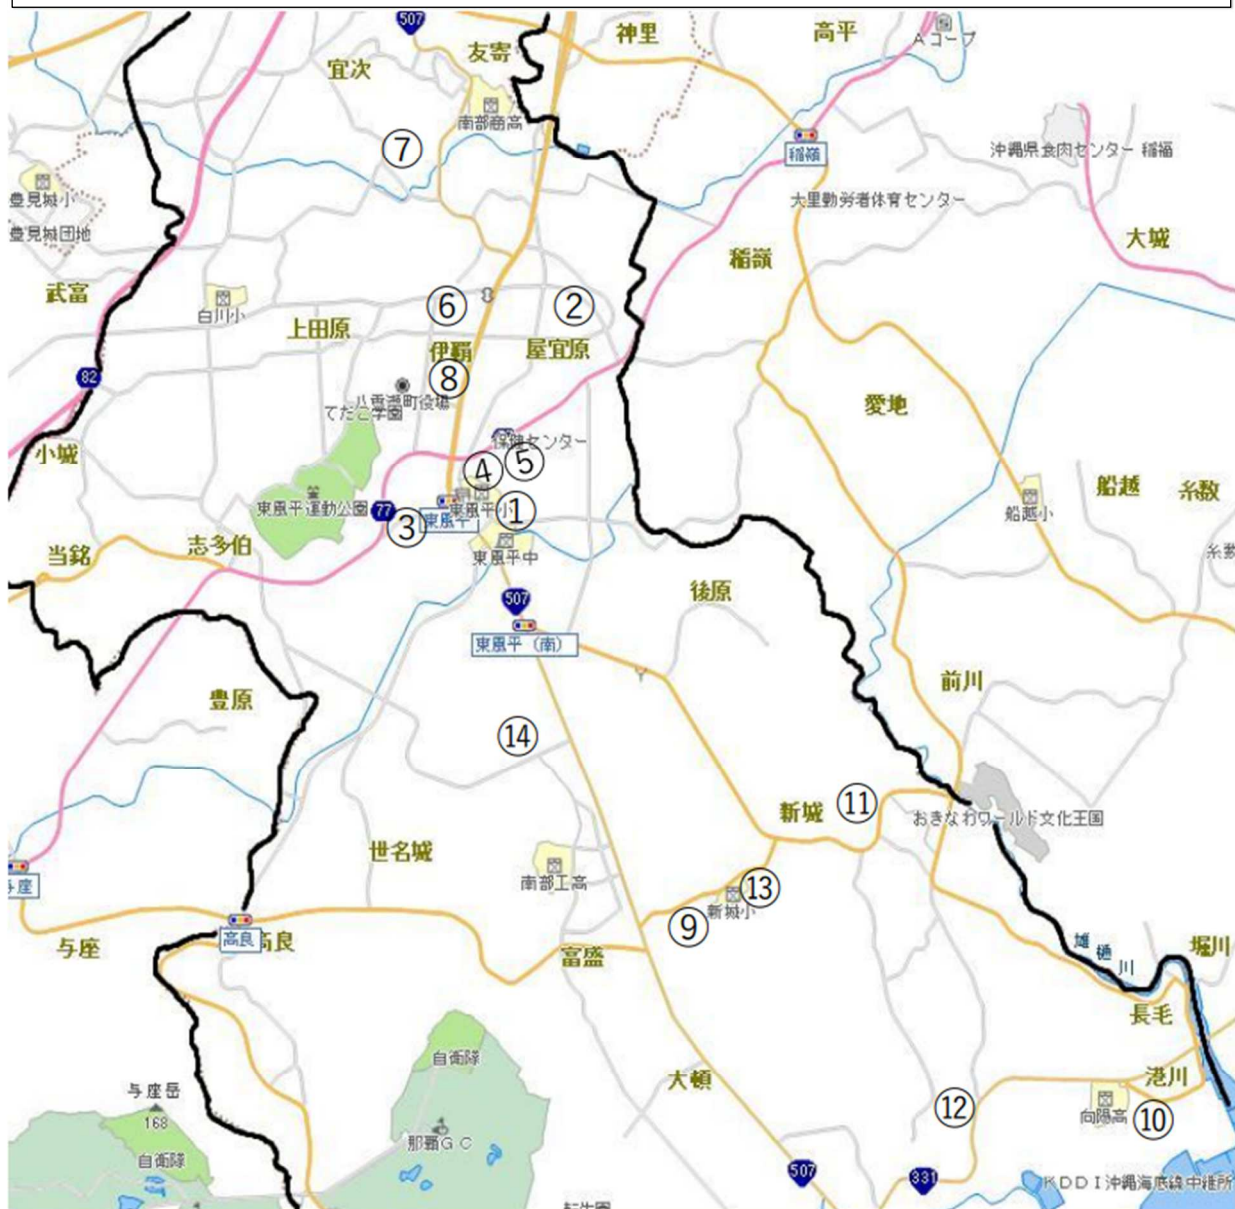 507
神里
高平
Aコープ
友寄
宜次
南部商高
⑦
稲嶺
沖縄県食肉センター 稲福
豊見城小
大里勤労者体育センター
豊見城団地
大城
稲嶺
武富
白川小
⑥
②
上田原
伊覇
屋宜原
82
⑧
八重瀬町役場
てだこ学園
愛地
小城
保健センター
④
⑤
船越
糸数
東風平運動公園
77
③
東風平
東風平小
①
船越小
当銘
志多伯
東風平中
糸数
507
後原
東風平(南)
前川
豊原
⑭
新城
⑪
おきなわワールド文化王国
世名城
南部工高
⑬
与座
新城小
⑨
高良
高良
与座
富盛
雄樋川
堀川
長毛
自衛隊
大頓
港川
与座岳
168
⑫
向陽高
⑩
那覇GC
自衛隊
507
331
KDDI沖縄海底線中継所